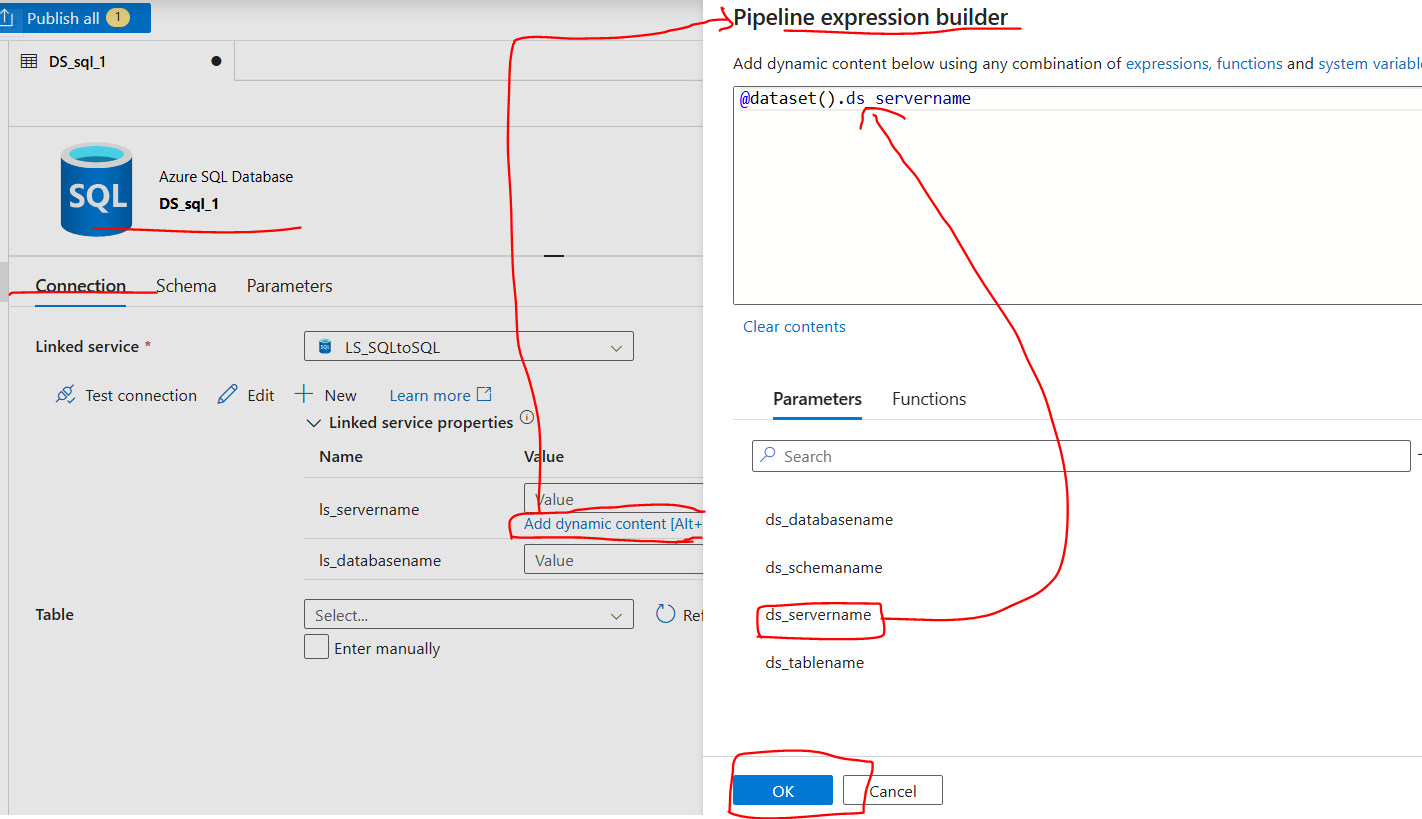 Publish all 1
DS_sql_1
SQL
Azure SQL Database
DS_sql_1
Connection Schema Parameters
Linked service *
SQL LS_SQLtoSQL
Test connection Edit New Learn more
Linked service properties
Name Value
ls_servername Value
Add dynamic content [Alt+
ls_databasename Value
Table Select... Ref
Enter manually
Pipeline expression builder
Add dynamic content below using any combination of expressions, functions and system variable
@dataset().ds_servername
Clear contents
Parameters Functions
Search
ds_databasename
ds_schemaname
ds_servername
ds_tablename
OK Cancel